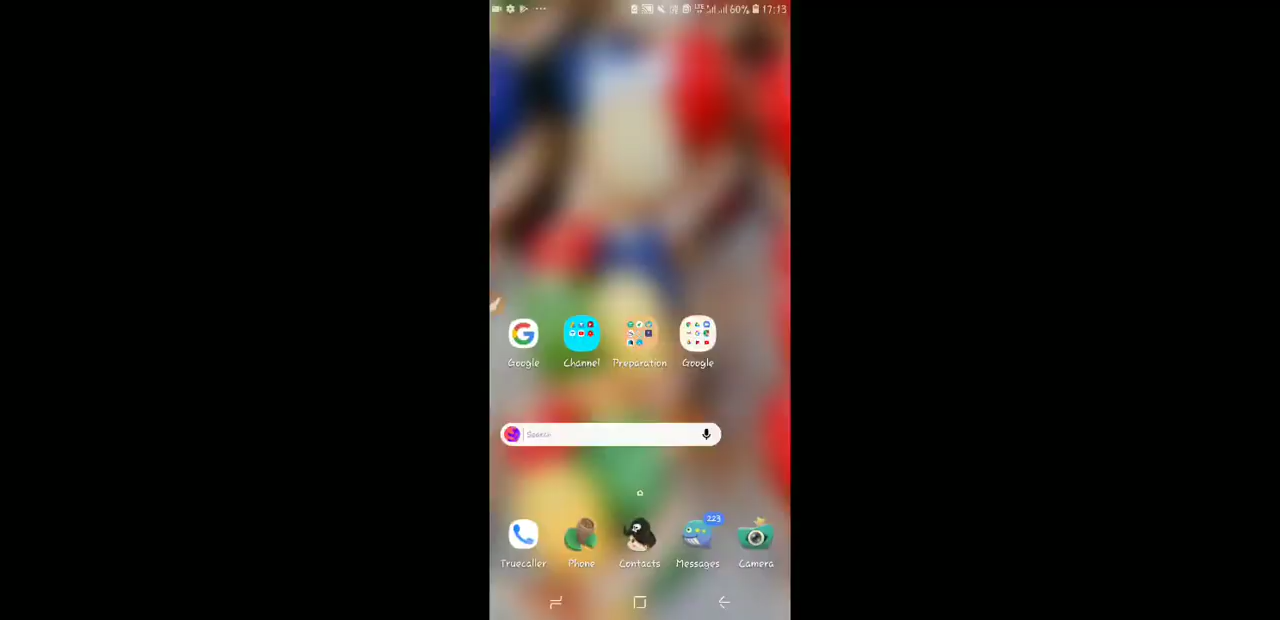 60% 17:13
Google Channel Preparation Google
Search
223
Truecaller Phone Contacts Messages Camera